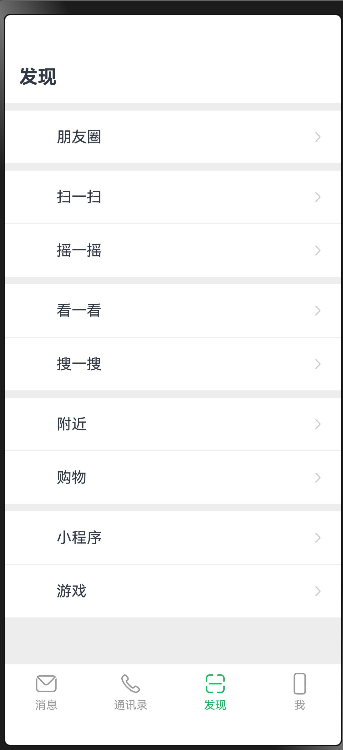 发现
朋友圈
扫一扫
摇一摇
看一看
搜一搜
附近
购物
小程序
游戏
消息 通讯录 发现 我